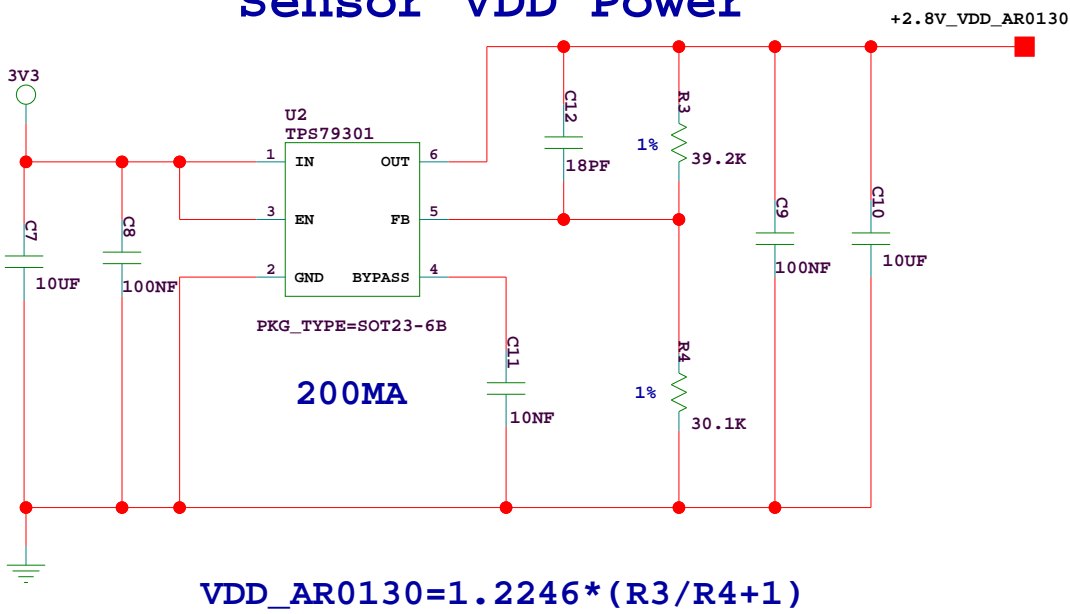 Sensor VDD Power
+2.8V_VDD_AR0130
3V3
U2
TPS79301
1 IN OUT 6
3 EN FB 5
2 GND BYPASS 4
PKG_TYPE=SOT23-6B
200MA
C7
10UF
C8
100NF
C11
10NF
C12
18PF
R3
1%
39.2K
R4
1%
30.1K
C9
100NF
C10
10UF
VDD_AR0130=1.2246*(R3/R4+1)